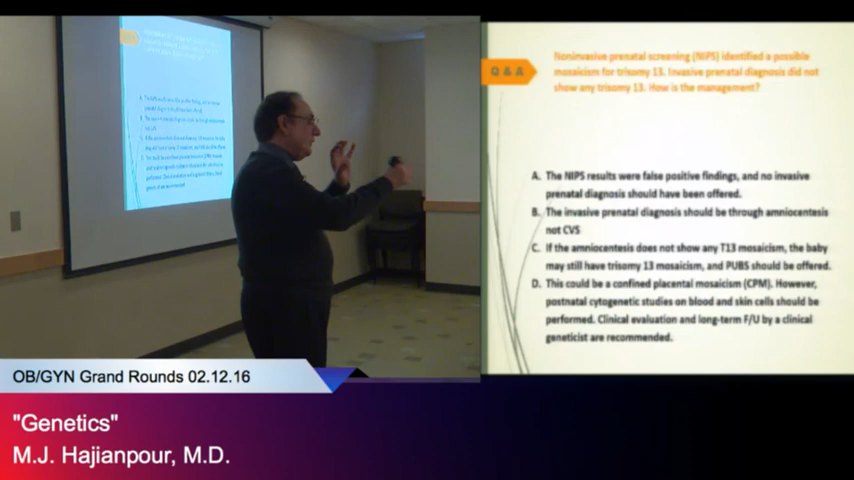 Q & A
Noninvasive prenatal screening (NIPS) identified a possible
mosaicism for trisomy 13. Invasive prenatal diagnosis did not
show any trisomy 13. How is the management?
A. The NIPS results were false positive findings, and no invasive
prenatal diagnosis should have been offered.
B. The invasive prenatal diagnosis should be through amniocentesis
not CVS
C. If the amniocentesis does not show any T13 mosaicism, the baby
may still have trisomy 13 mosaicism, and PUBS should be offered.
D. This could be a confined placental mosaicism (CPM). However,
postnatal cytogenetic studies on blood and skin cells should be
performed. Clinical evaluation and long-term F/U by a clinical
geneticist are recommended.
OB/GYN Grand Rounds 02.12.16
"Genetics"
M.J. Hajianpour, M.D.